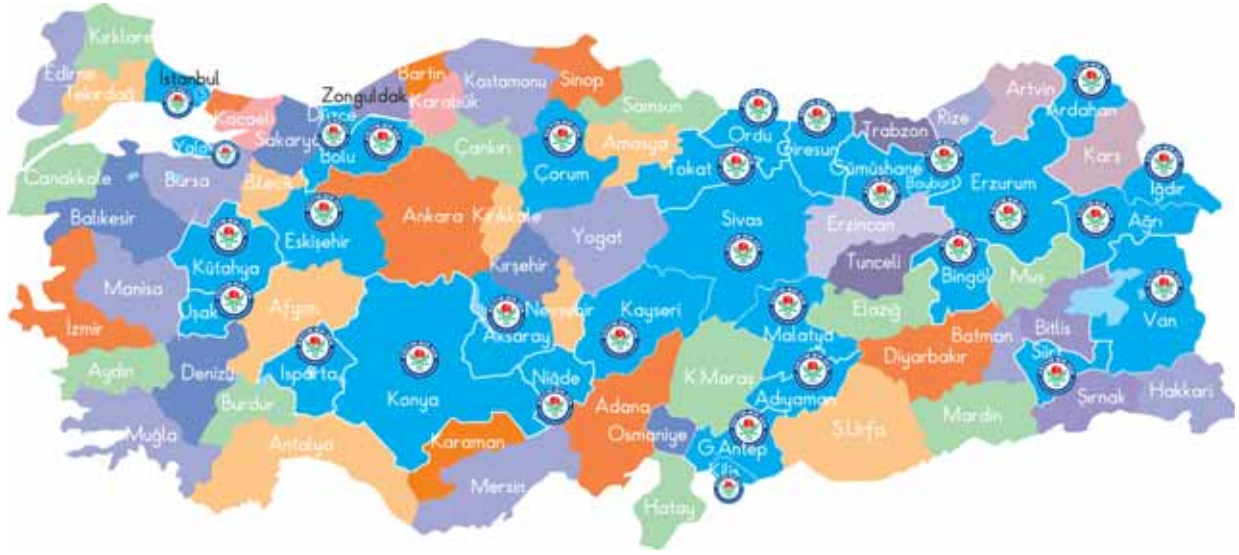 Kırklare
Edirne
Tekirdağ
İstanbul
Kocaeli
Yalo
Sakarya
Düzce
Bolu
Zonguldak
Bartın
Karabük
Kastamonu
Sinop
Samsun
Çankırı
Çorum
Amasya
Tokat
Ordu
Giresun
Trabzon
Gümüşhane
Bayburt
Rize
Artvin
Ardahan
Kars
Iğdır
Ağrı
Erzurum
Erzincan
Tunceli
Bingöl
Muş
Bitlis
Van
Hakkari
Şırnak
Siir
Batman
Diyarbakır
Mardin
Ş.Urfa
Elazığ
Malatya
Adıyaman
G.Antep
Kilis
K.Maraş
Osmaniye
Hatay
Adana
Mersin
Karaman
Niğde
Kayseri
Sivas
Yogat
Kırşehir
Nevşehir
Aksaray
Kırıkkale
Ankara
Konya
Eskişehir
Bilecik
Bursa
Çanakkale
Balıkesir
Kütahya
Uşak
Manisa
İzmir
Aydın
Denizli
Muğla
Burdur
Isparta
Afyon
Antalya